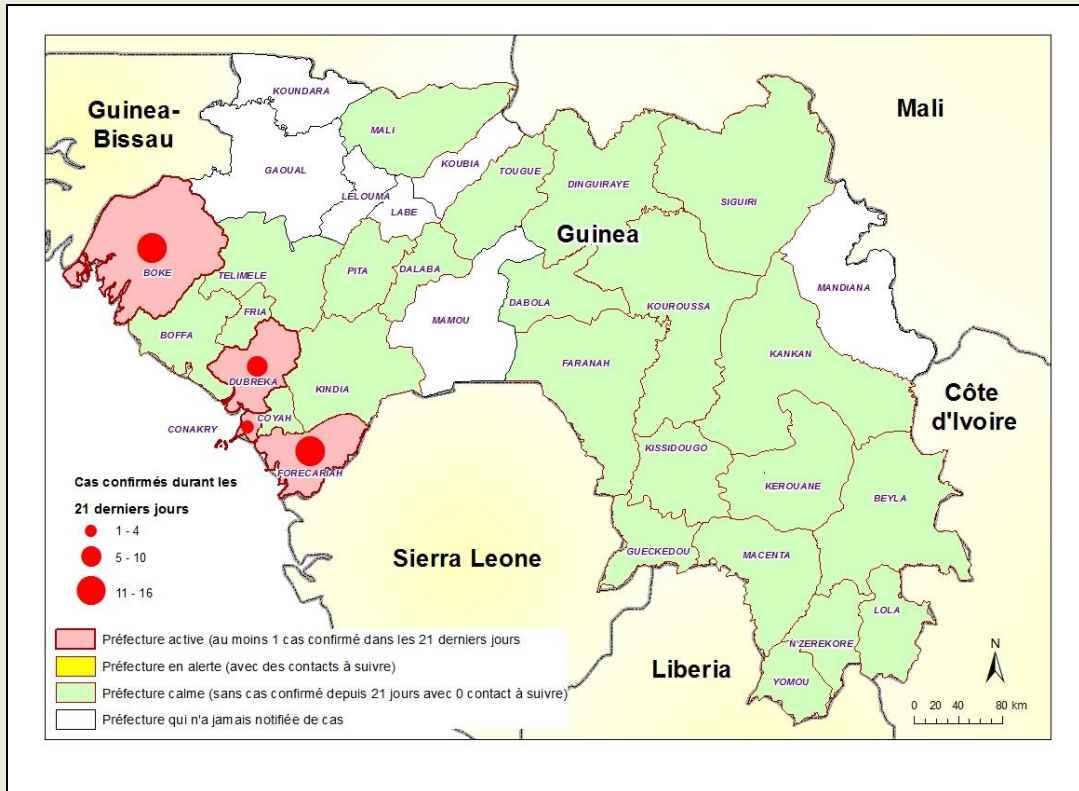 Guinea-
Bissau
Mali
Guinea
Côte
d'Ivoire
Sierra Leone
Liberia
KOUNDARA
MALI
GAOUAL
KOUBIA
TOUGUE
DINGUIRAYE
SIGUIRI
LELOUMA
LABE
BOKE
TELIMELE
PITA
DALABA
MANDIANA
DABOLA
KOUROUSSA
FRIA
MAMOU
BOFFA
KANKAN
FARANAH
DUBREKA
KINDIA
COYAH
CONAKRY
FORECARIAH
KISSIDOUGO
KEROUANE
BEYLA
GUECKEDOU
MACENTA
LOLA
N'ZEREKORE
YOMOU
Cas confirmés durant les
21 derniers jours
1 - 4
5 - 10
11 - 16
Préfecture active (au moins 1 cas confirmé dans les 21 derniers jours
Préfecture en alerte (avec des contacts à suivre)
Préfecture calme (sans cas confirmé depuis 21 jours avec 0 contact à suivre)
Préfecture qui n'a jamais notifiée de cas
N
0 20 40 80 km